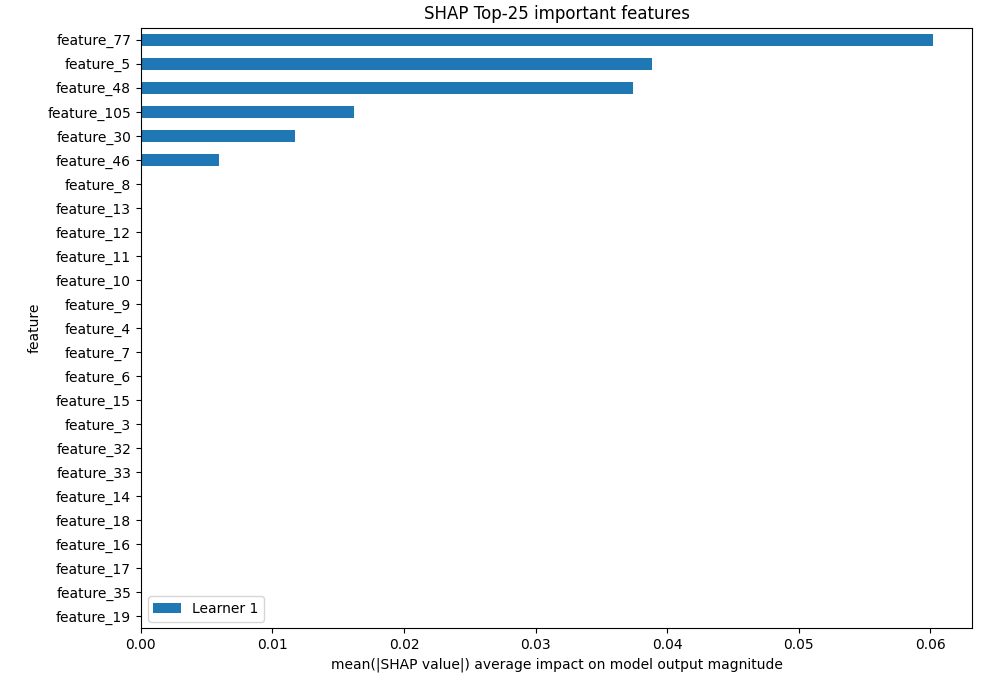 SHAP Top-25 important features
feature_77
feature_5
feature_48
feature_105
feature_30
feature_46
feature_8
feature_13
feature_12
feature_11
feature_10
feature_9
feature_4
feature_7
feature_6
feature_15
feature_3
feature_32
feature_33
feature_14
feature_18
feature_16
feature_17
feature_35
feature_19
feature
Learner 1
0.00 0.01 0.02 0.03 0.04 0.05 0.06
mean(|SHAP value|) average impact on model output magnitude